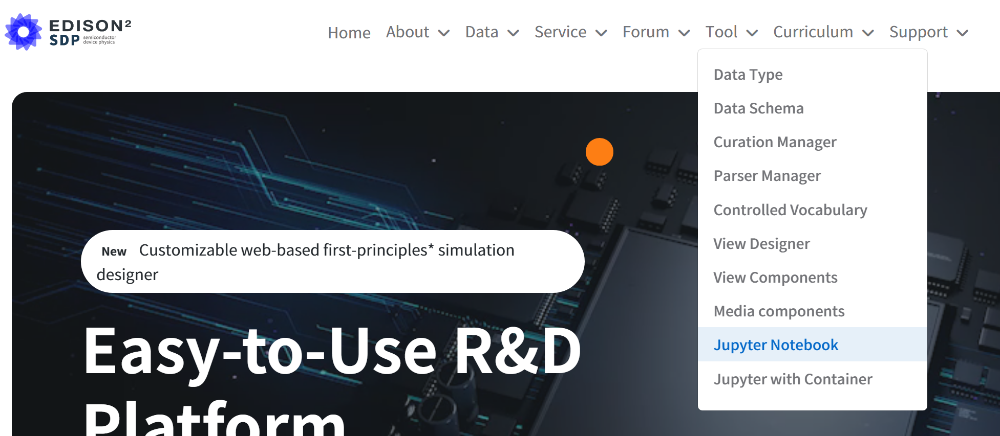 EDISON²
SDP semiconductor device physics
Home About Data Service Forum Tool Curriculum Support
Data Type
Data Schema
Curation Manager
Parser Manager
Controlled Vocabulary
View Designer
View Components
Media components
Jupyter Notebook
Jupyter with Container
New Customizable web-based first-principles* simulation
designer
Easy-to-Use R&D
Platform